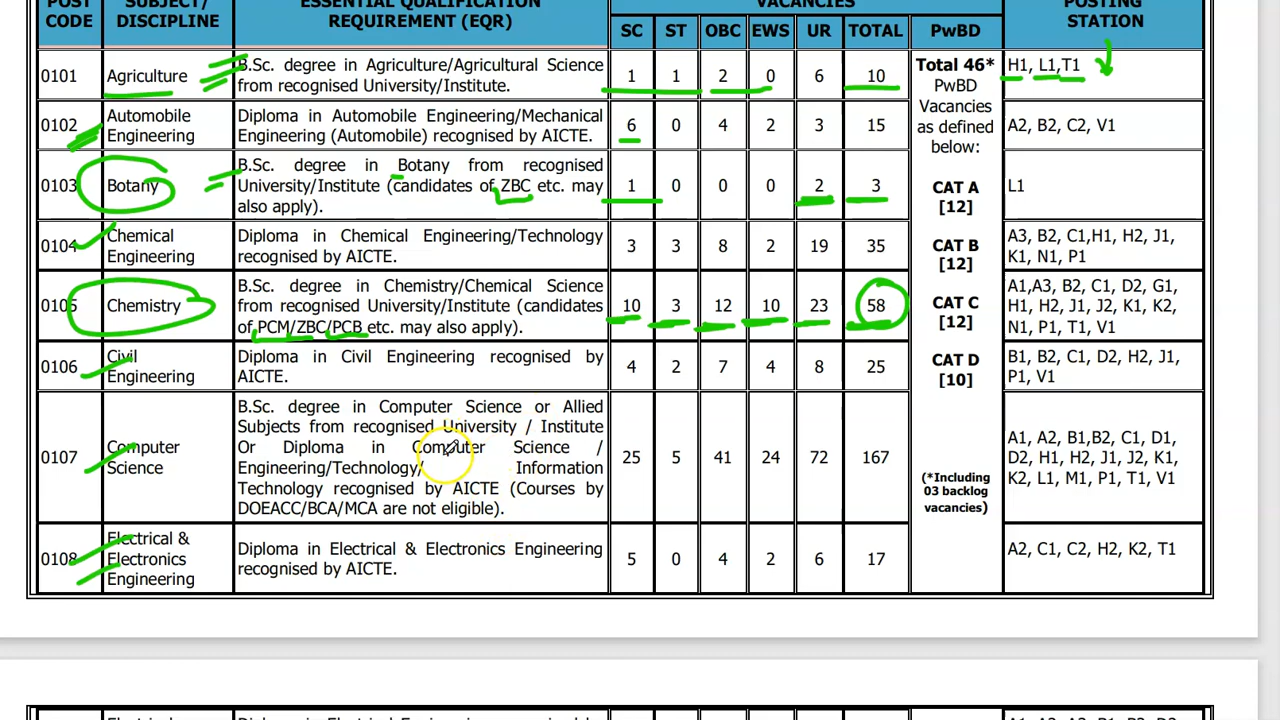 POST SUBJECT/ ESSENTIAL QUALIFICATION VACANCIES POSTING
CODE DISCIPLINE REQUIREMENT (EQR) SC ST OBC EWS UR TOTAL PwBD STATION
0101 Agriculture B.Sc. degree in Agriculture/Agricultural Science 1 1 2 0 6 10 Total 46* H1, L1,T1
from recognised University/Institute. PwBD
Vacancies
0102 Automobile Diploma in Automobile Engineering/Mechanical 6 0 4 2 3 15 as defined A2, B2, C2, V1
Engineering Engineering (Automobile) recognised by AICTE. below:
0103 Botany B.Sc. degree in Botany from recognised 1 0 0 0 2 3 CAT A L1
University/Institute (candidates of ZBC etc. may [12]
also apply).
0104 Chemical Diploma in Chemical Engineering/Technology 3 3 8 2 19 35 CAT B A3, B2, C1,H1, H2, J1,
Engineering recognised by AICTE. [12] K1, N1, P1
0105 Chemistry B.Sc. degree in Chemistry/Chemical Science 10 3 12 10 23 58 CAT C A1,A3, B2, C1, D2, G1,
from recognised University/Institute (candidates [12] H1, H2, J1, J2, K1, K2,
of PCM/ZBC/PCB etc. may also apply). N1, P1, T1, V1
0106 Civil Diploma in Civil Engineering recognised by 4 2 7 4 8 25 CAT D B1, B2, C1, D2, H2, J1,
Engineering AICTE. [10] P1, V1
0107 Computer B.Sc. degree in Computer Science or Allied 25 5 41 24 72 167 A1, A2, B1,B2, C1, D1,
Science Subjects from recognised University / Institute D2, H1, H2, J1, J2, K1,
Or Diploma in Computer Science / K2, L1, M1, P1, T1, V1
Engineering/Technology/ Information (*Including
Technology recognised by AICTE (Courses by 03 backlog
DOEACC/BCA/MCA are not eligible). vacancies)
0108 Electrical & Diploma in Electrical & Electronics Engineering 5 0 4 2 6 17 A2, C1, C2, H2, K2, T1
Electronics recognised by AICTE.
Engineering